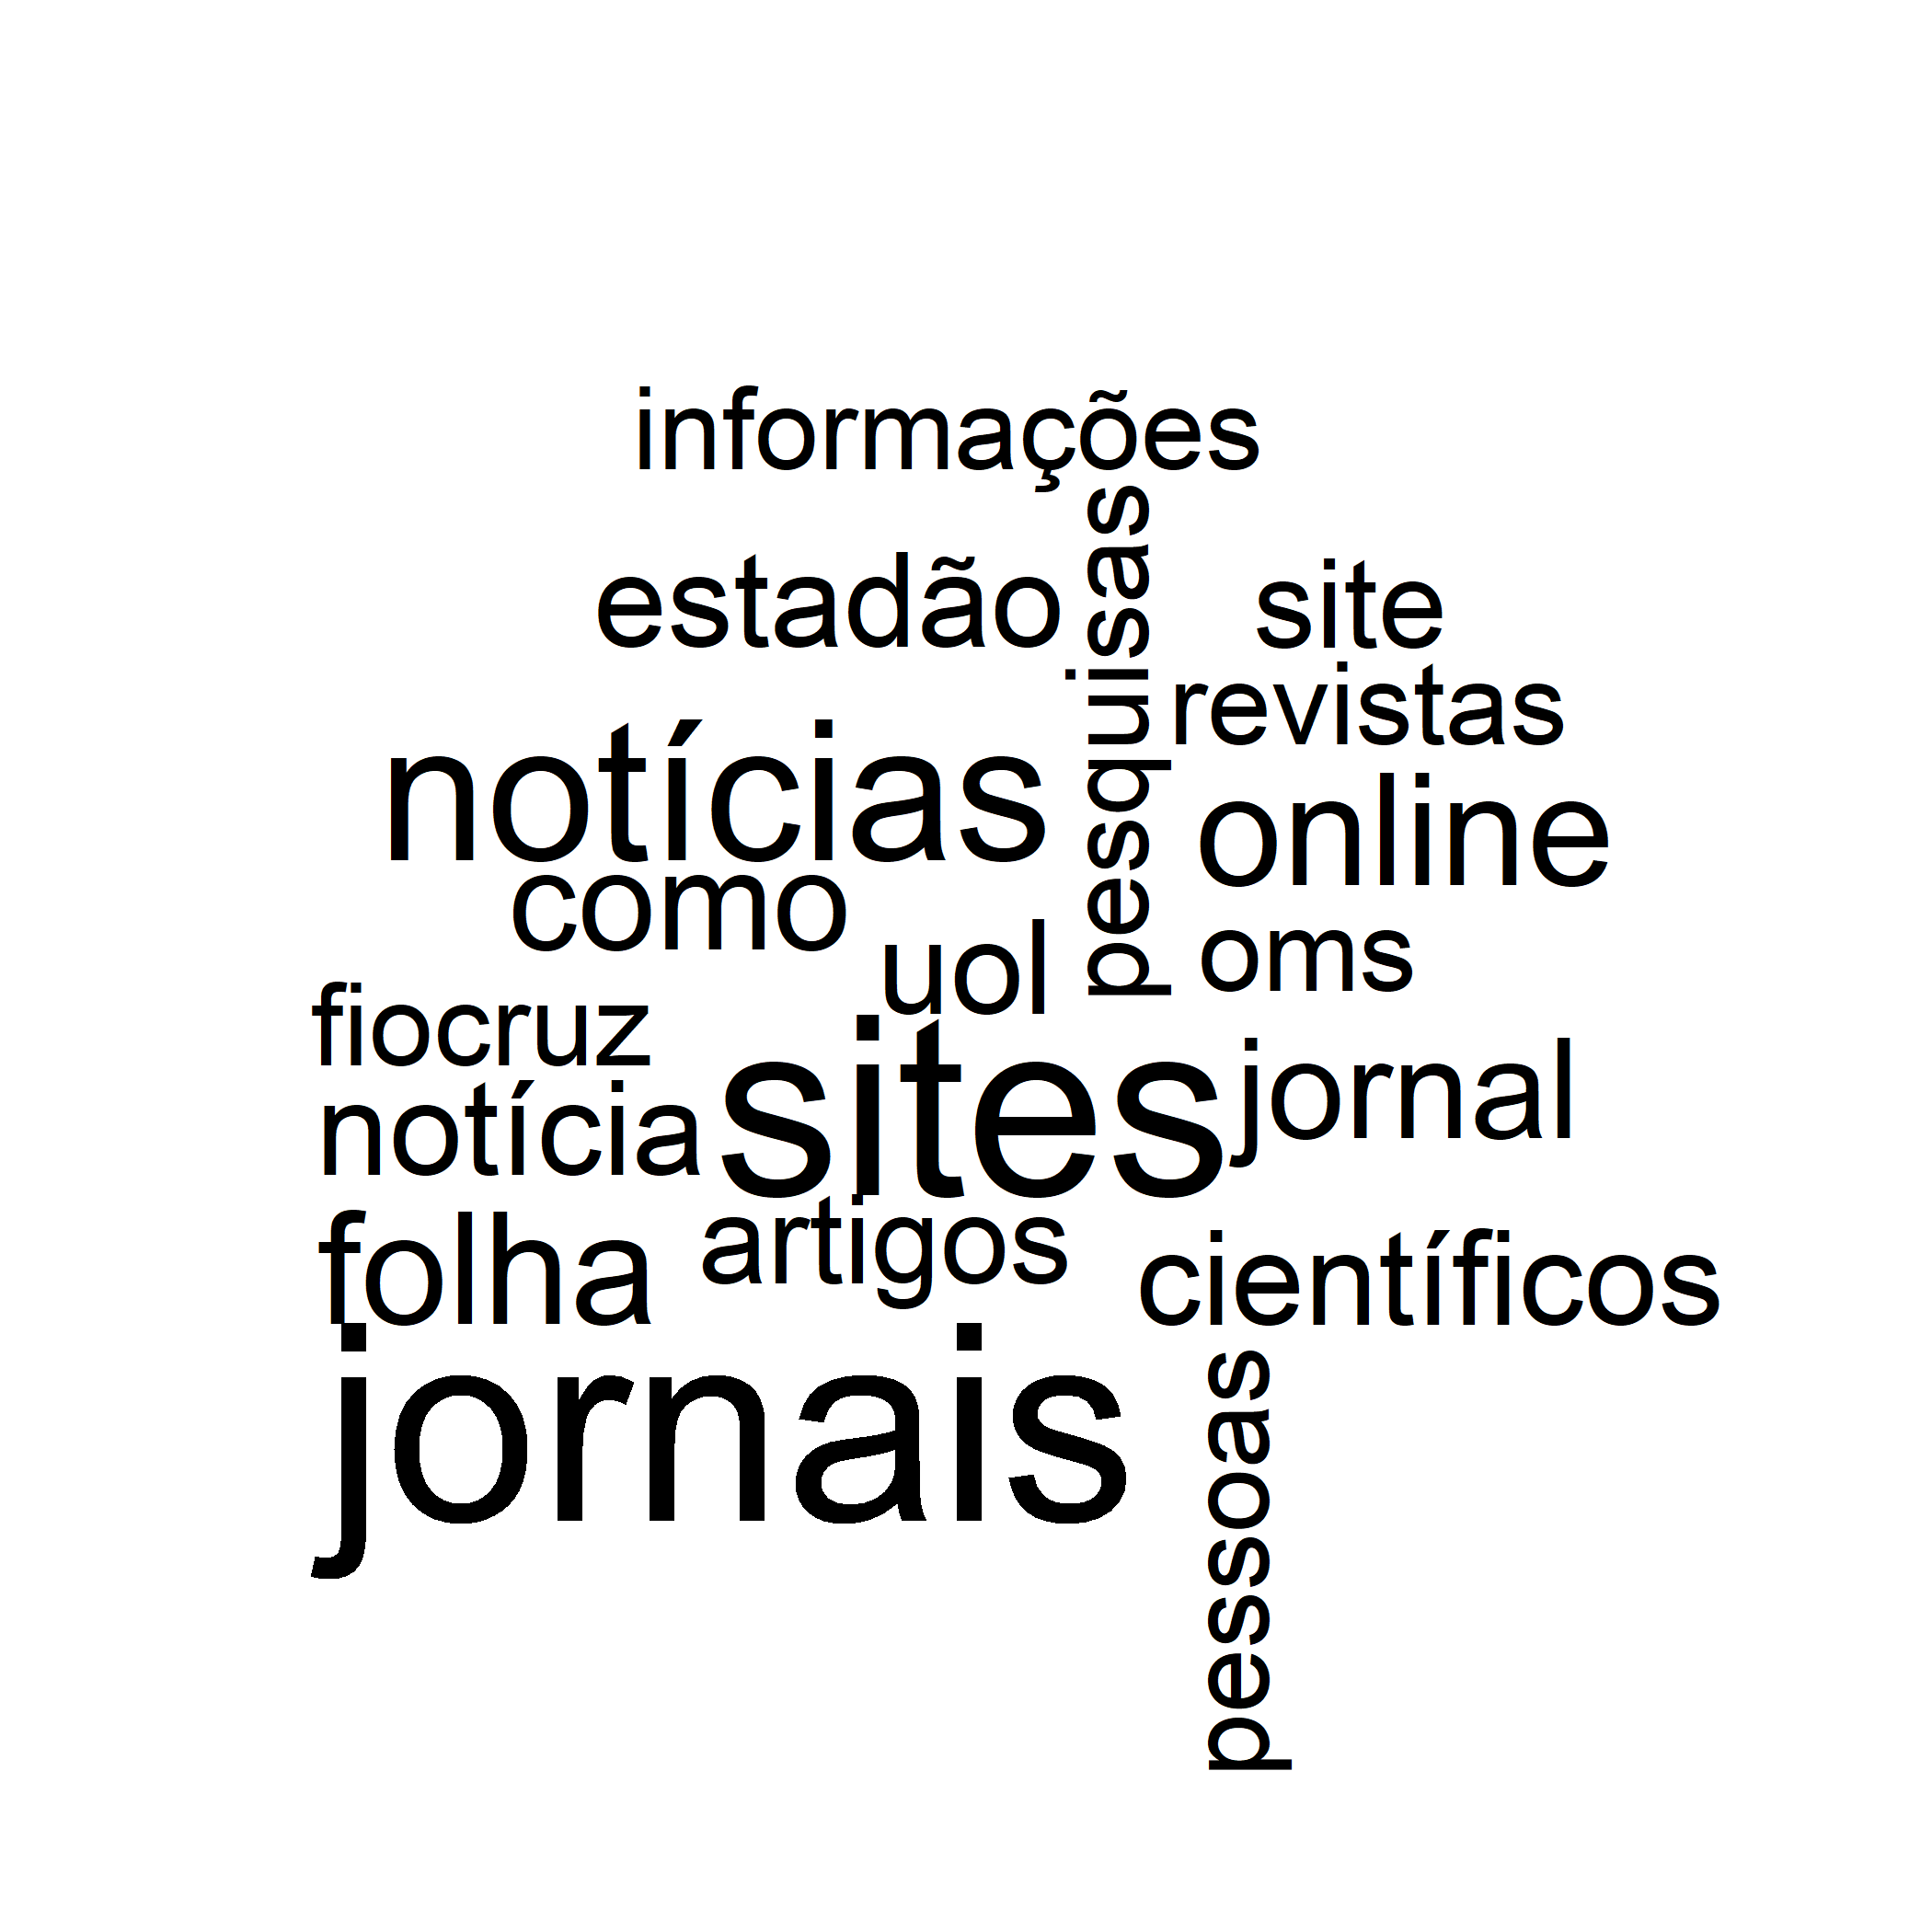 informações
pesquisas
estadão
site
revistas
notícias
online
como
uol
oms
fiocruz
sites
jornal
notícia
folha
artigos
científicos
jornais
pessoas